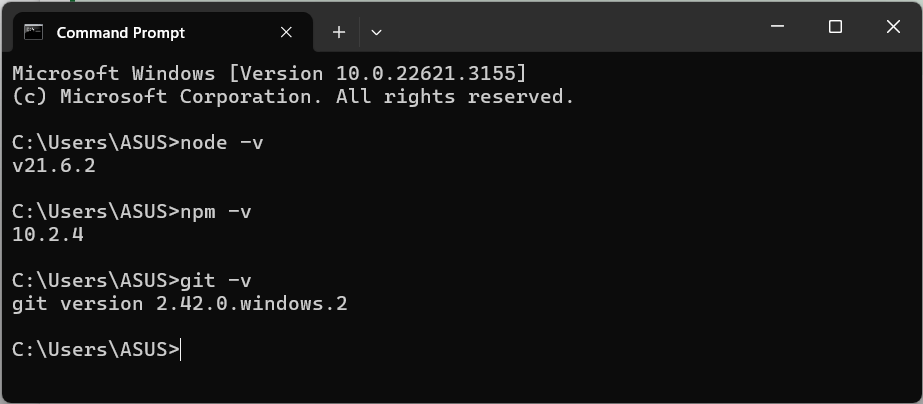 Command Prompt
Microsoft Windows [Version 10.0.22621.3155]
(c) Microsoft Corporation. All rights reserved.
C:\Users\ASUS>node -v
v21.6.2
C:\Users\ASUS>npm -v
10.2.4
C:\Users\ASUS>git -v
git version 2.42.0.windows.2
C:\Users\ASUS>